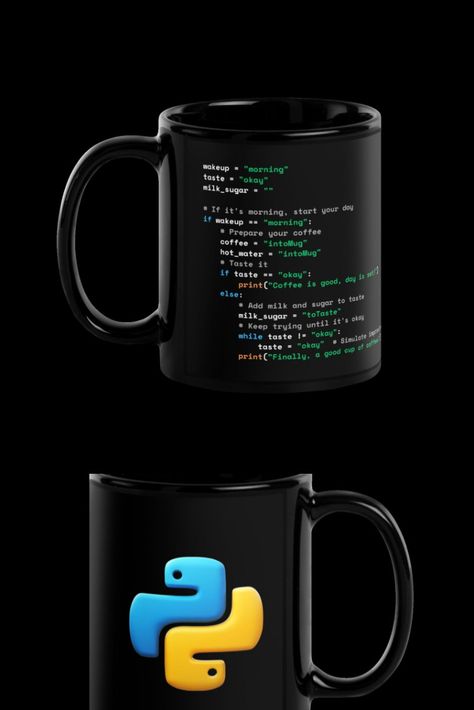 wakeup = "morning"
taste = "okay"
milk_sugar = ""
# If it's morning, start your day
if wakeup == "morning":
# Prepare your coffee
coffee = "intoMug"
hot_water = "intoMug"
# Taste it
if taste == "okay":
print("Coffee is good, day is set!")
else:
# Add milk and sugar to taste
milk_sugar = "toTaste"
# Keep trying until it's okay
while taste != "okay":
taste = "okay" # Simulate
print("Finally, a good cup of coffee